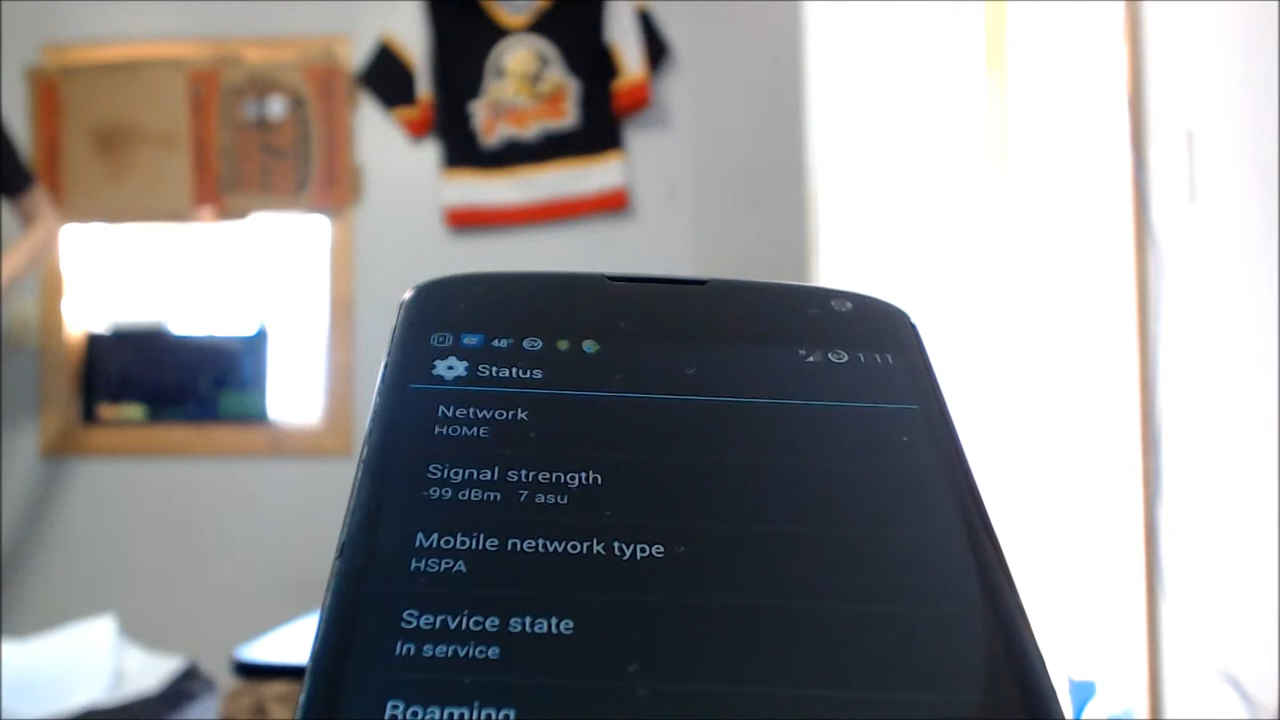 48°
1:11
Status
Network
HOME
Signal strength
-99 dBm 7 asu
Mobile network type
HSPA
Service state
In service
Roaming